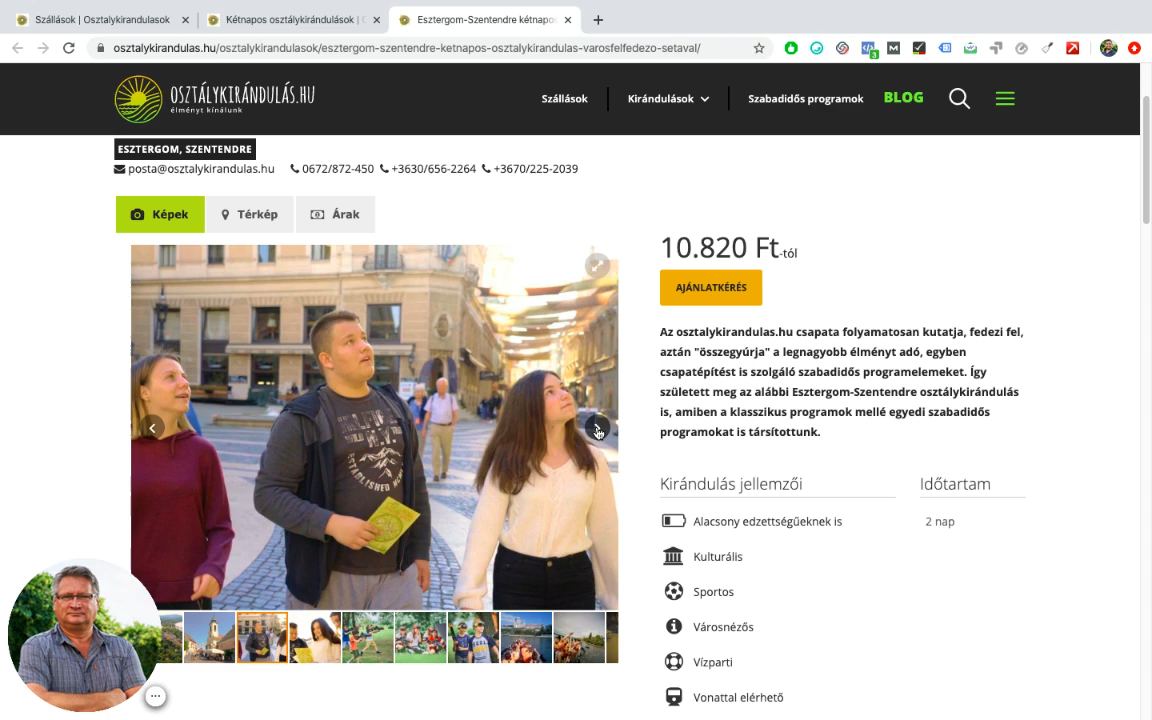 Szállások | Osztalykirandulasok
Kétnapos osztálykirándulások |
Esztergom-Szentendre kétnapos
osztalykirandulas.hu/osztalykirandulasok/esztergom-szentendre-ketnapos-osztalykirandulas-varosfelfedezo-setaval/
3
OSZTÁLYKIRÁNDULÁS.HU
élményt kínálunk
Szállások
Kirándulások
Szabadidős programok
BLOG
ESZTERGOM, SZENTENDRE
posta@osztalykirandulas.hu 0672/872-450 +3630/656-2264 +3670/225-2039
Képek
Térkép
Árak
10.820 Ft-tól
AJÁNLATKÉRÉS
Az osztalykirandulas.hu csapata folyamatosan kutatja, fedezi fel,
aztán "összegyúrja" a legnagyobb élményt adó, egyben
csapatépítést is szolgáló szabadidős programelemeket. Így
született meg az alábbi Esztergom-Szentendre osztálykirándulás
is, amiben a klasszikus programok mellé egyedi szabadidős
programokat is társítottunk.
Kirándulás jellemzői
Időtartam
Alacsony edzettségűeknek is
2 nap
Kulturális
Sportos
Városnézős
Vízparti
Vonattal elérhető